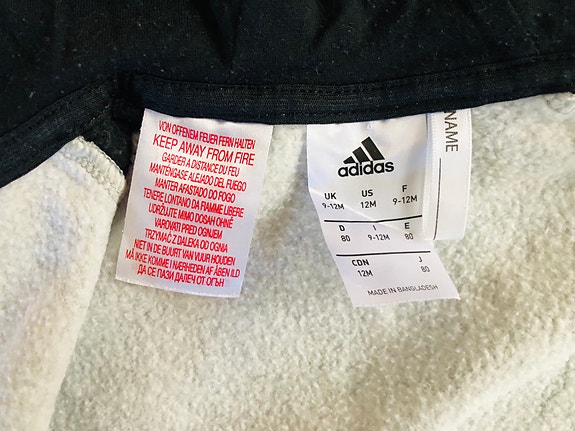 VON OFFENEM FEUER FERN HALTEN
KEEP AWAY FROM FIRE
GARDER A DISTANCE DU FEU
MANTENGASE ALEJADO DEL FUEGO
MANTER AFASTADO DO FOGO
TENERE LONTANO DA FIAMME LIBERE
UDRŽUJTE MIMO DOSAH OHNĚ
VAROVATI PRED OGNJEM
TRZYMAĆ Z DALEKA OD OGNIA
NIET IN DE BUURT VAN VUUR HOUDEN
MÅ IKKE KOMME I NÆRHEDEN AF ÅBEN ILD
ДА СЕ ПАЗИ ДАЛЕЧ ОТ ОГЪН
adidas
UK US F
9-12M 12M 9-12M
D I E
80 9-12M 80
CDN J
12M 80
MADE IN BANGLADESH
NAME